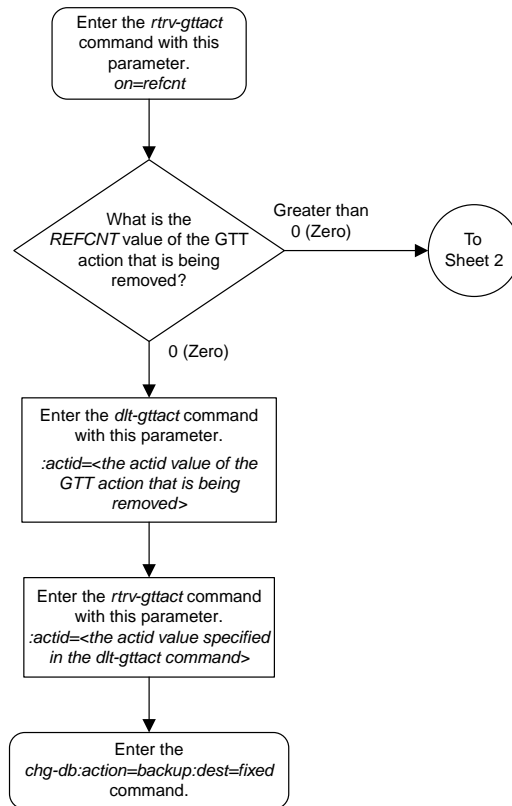 Enter the rtrv-gttact
command with this
parameter.
on=refcnt
What is the
REFCNT value of the GTT
action that is being
removed?
Greater than
0 (Zero)
To
Sheet 2
0 (Zero)
Enter the dlt-gttact command
with this parameter.
:actid=<the actid value of the
GTT action that is being
removed>
Enter the rtrv-gttact command
with this parameter.
:actid=<the actid value specified
in the dlt-gttact command>
Enter the
chg-db:action=backup:dest=fixed
command.